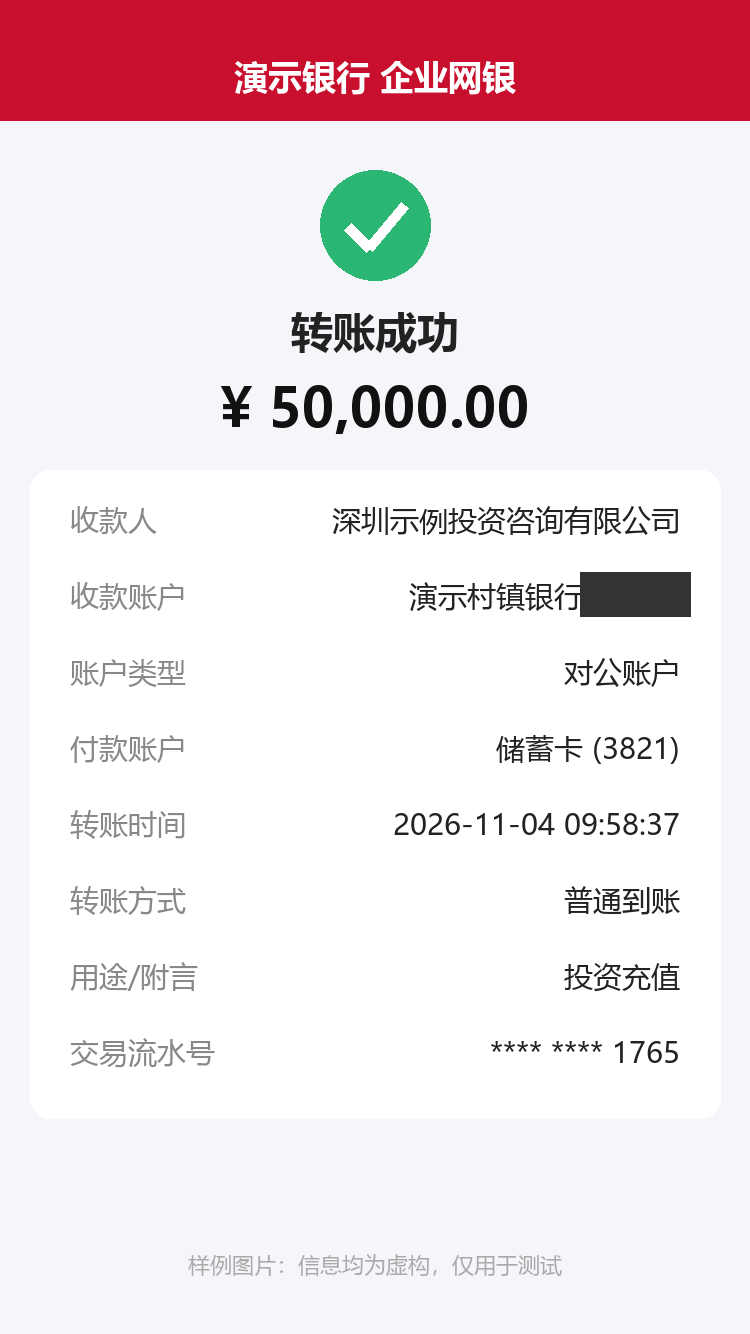 演示银行 企业网银
转账成功
¥ 50,000.00
收款人 深圳示例投资咨询有限公司
收款账户 演示村镇银行
账户类型 对公账户
付款账户 储蓄卡 (3821)
转账时间 2026-11-04 09:58:37
转账方式 普通到账
用途/附言 投资充值
交易流水号 **** **** 1765
样例图片：信息均为虚构，仅用于测试